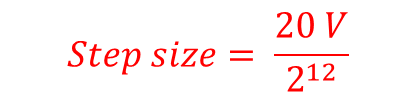 Step size = 20 V / 2¹²